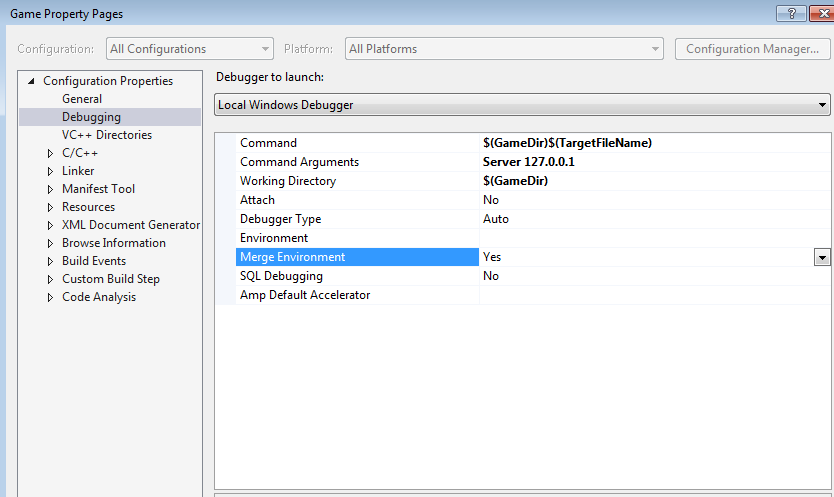 Game Property Pages
Configuration: All Configurations Platform: All Platforms Configuration Manager...
Configuration Properties
General
Debugging
VC++ Directories
C/C++
Linker
Manifest Tool
Resources
XML Document Generator
Browse Information
Build Events
Custom Build Step
Code Analysis
Debugger to launch:
Local Windows Debugger
Command $(GameDir)$(TargetFileName)
Command Arguments Server 127.0.0.1
Working Directory $(GameDir)
Attach No
Debugger Type Auto
Environment
Merge Environment Yes
SQL Debugging No
Amp Default Accelerator